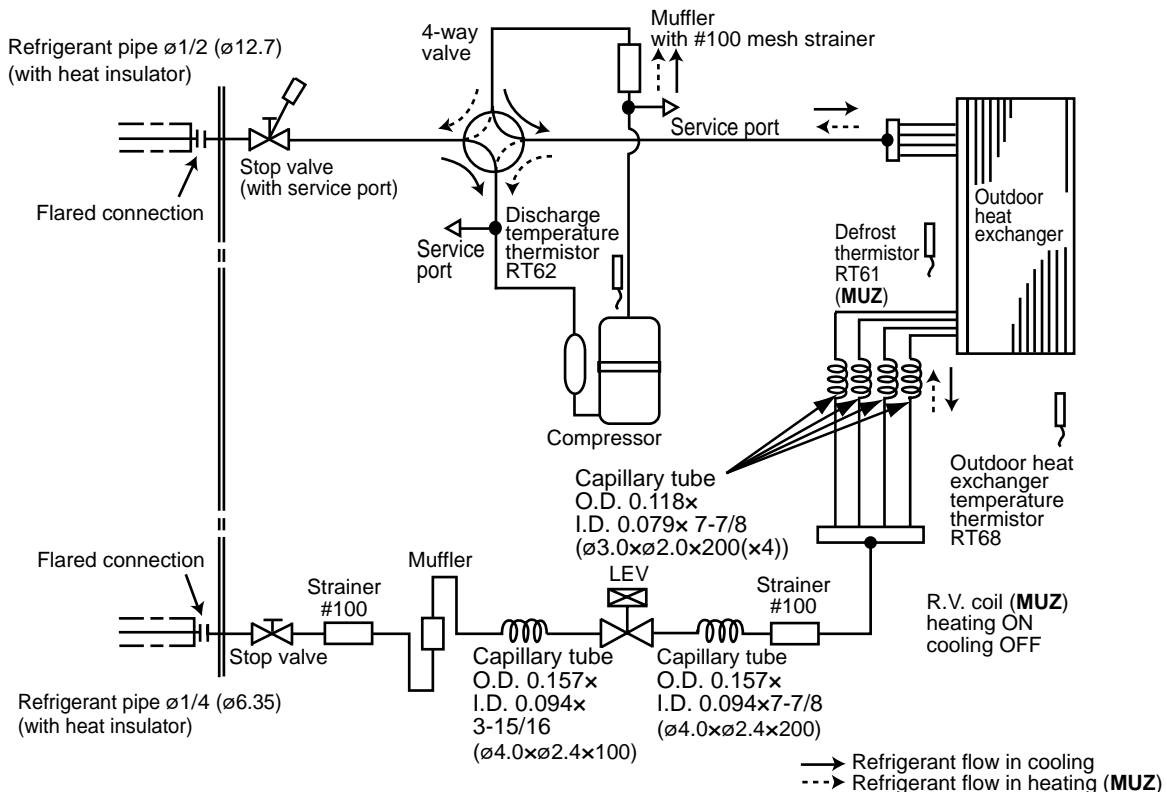 Refrigerant pipe ø1/2 (ø12.7)
(with heat insulator)
4-way
valve
Muffler
with #100 mesh strainer
Service port
Stop valve
(with service port)
Flared connection
Service
port
Discharge
temperature
thermistor
RT62
Defrost
thermistor
RT61
(MUZ)
Outdoor
heat
exchanger
Compressor
Capillary tube
O.D. 0.118×
I.D. 0.079× 7-7/8
(ø3.0×ø2.0×200(×4))
Outdoor heat
exchanger
temperature
thermistor
RT68
Flared connection
Strainer
#100
Muffler
LEV
Strainer
#100
R.V. coil (MUZ)
heating ON
cooling OFF
Stop valve
Capillary tube
O.D. 0.157×
I.D. 0.094×
3-15/16
(ø4.0×ø2.4×100)
Capillary tube
O.D. 0.157×
I.D. 0.094×7-7/8
(ø4.0×ø2.4×200)
Refrigerant pipe ø1/4 (ø6.35)
(with heat insulator)
Refrigerant flow in cooling
Refrigerant flow in heating (MUZ)